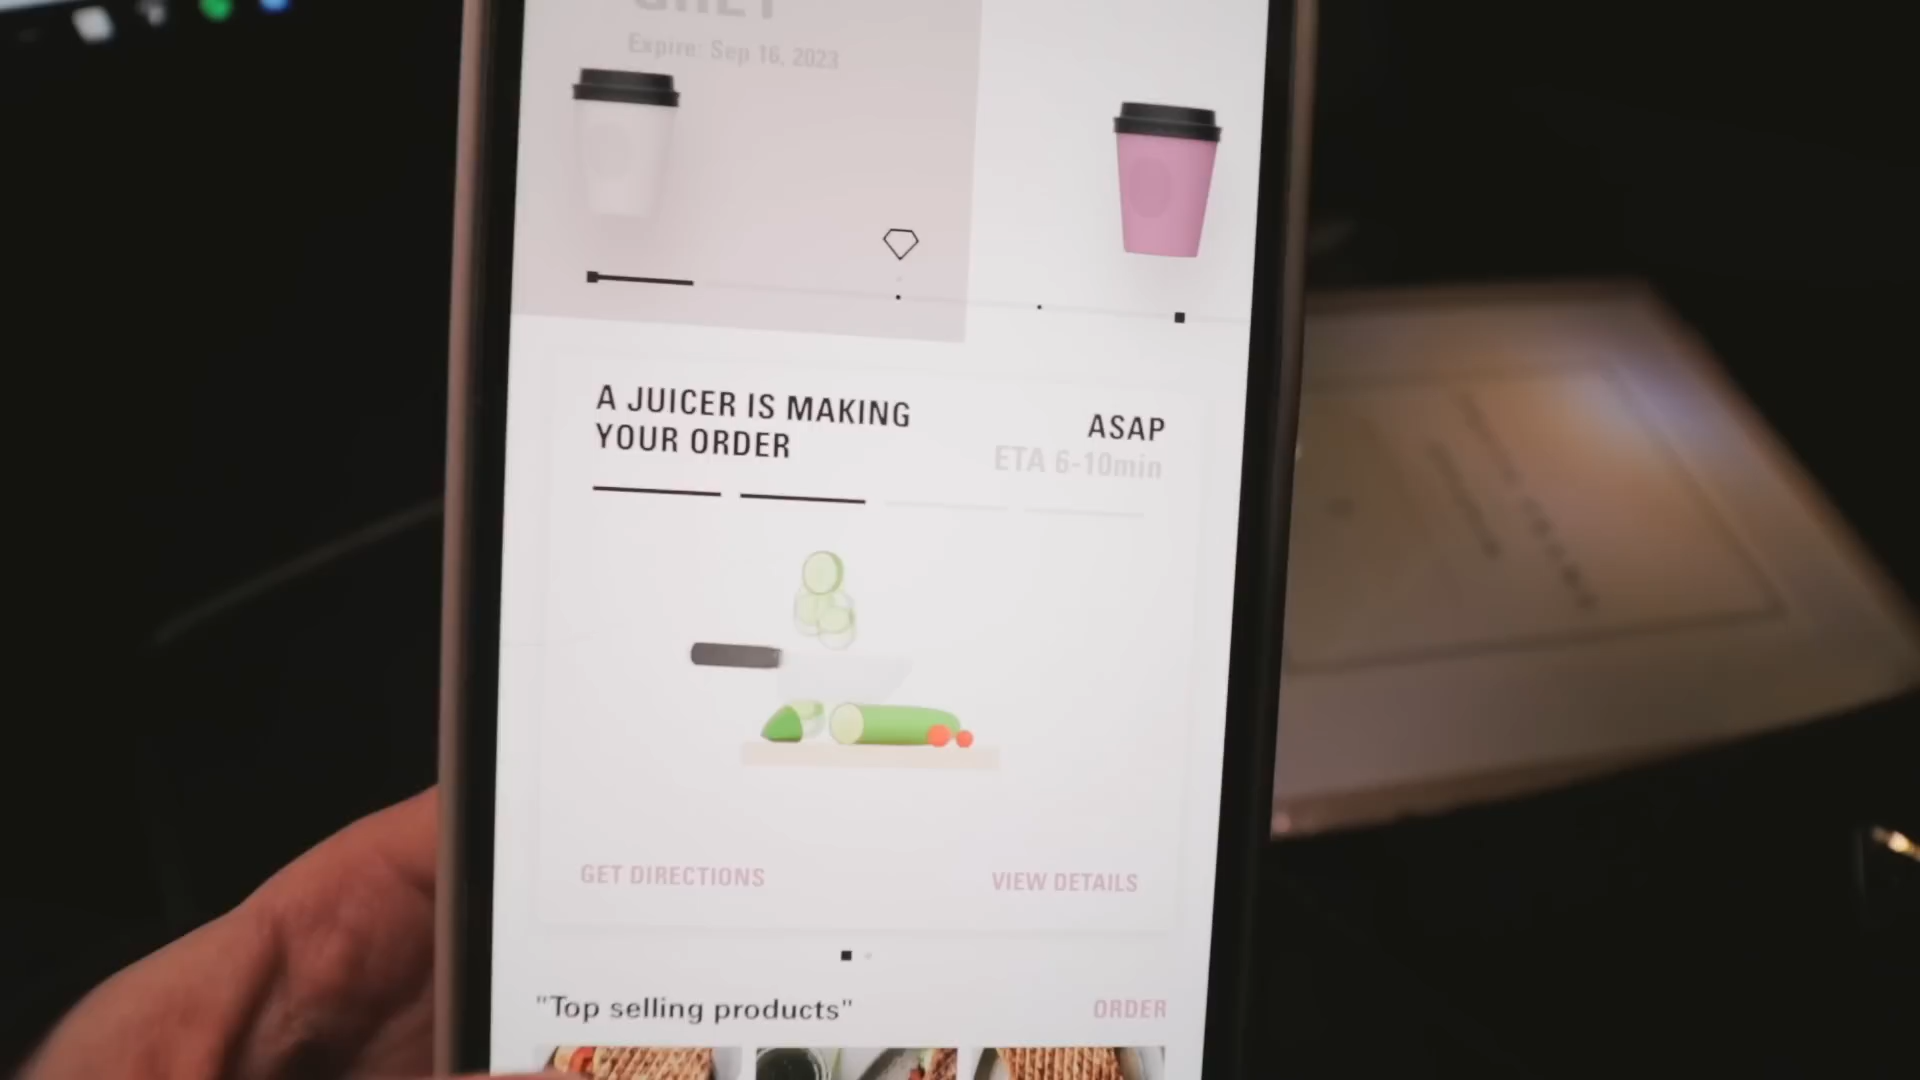 Expire: Sep 16, 2023
A JUICER IS MAKING
YOUR ORDER
ASAP
ETA 6-10min
GET DIRECTIONS
VIEW DETAILS
"Top selling products"
ORDER